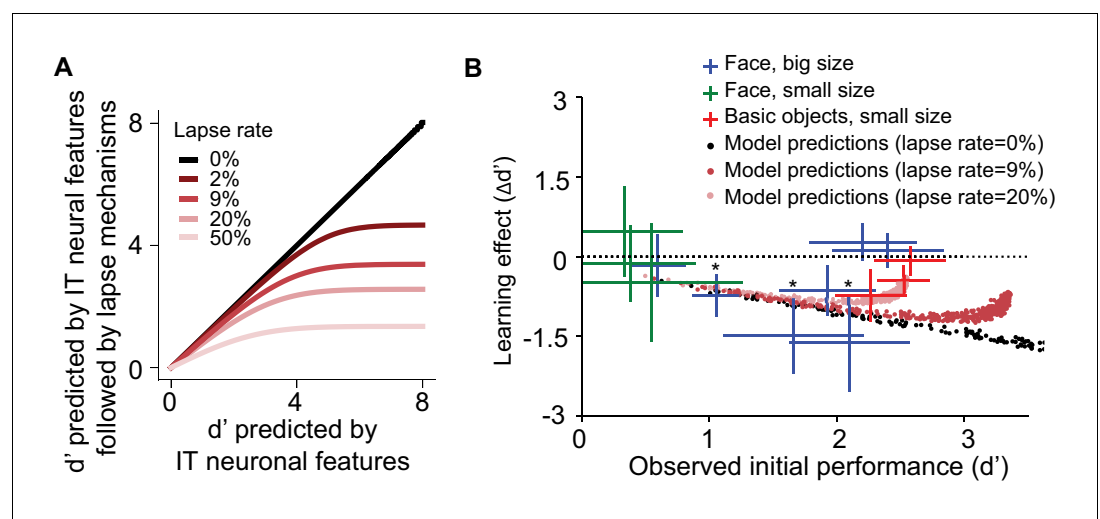 A
d' predicted by IT neural features
followed by lapse mechanisms
8
4
0
Lapse rate
0%
2%
9%
20%
50%
0 4 8
d' predicted by
IT neuronal features
B
Face, big size
Face, small size
Basic objects, small size
Model predictions (lapse rate=0%)
Model predictions (lapse rate=9%)
Model predictions (lapse rate=20%)
Learning effect (Δd')
3
1.5
0
-1.5
-3
* * *
0 1 2 3
Observed initial performance (d')